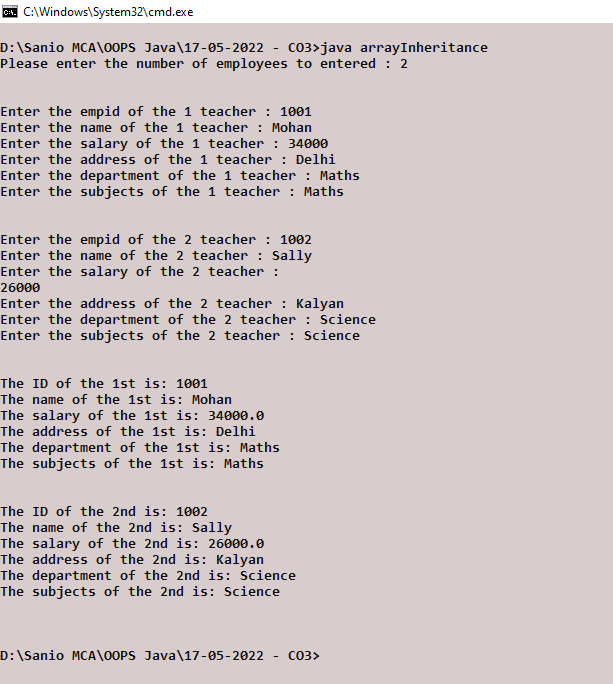 C:\Windows\System32\cmd.exe
D:\Sanio MCA\OOPS Java\17-05-2022 - CO3>java arrayInheritance
Please enter the number of employees to entered : 2
Enter the empid of the 1 teacher : 1001
Enter the name of the 1 teacher : Mohan
Enter the salary of the 1 teacher : 34000
Enter the address of the 1 teacher : Delhi
Enter the department of the 1 teacher : Maths
Enter the subjects of the 1 teacher : Maths
Enter the empid of the 2 teacher : 1002
Enter the name of the 2 teacher : Sally
Enter the salary of the 2 teacher :
26000
Enter the address of the 2 teacher : Kalyan
Enter the department of the 2 teacher : Science
Enter the subjects of the 2 teacher : Science
The ID of the 1st is: 1001
The name of the 1st is: Mohan
The salary of the 1st is: 34000.0
The address of the 1st is: Delhi
The department of the 1st is: Maths
The subjects of the 1st is: Maths
The ID of the 2nd is: 1002
The name of the 2nd is: Sally
The salary of the 2nd is: 26000.0
The address of the 2nd is: Kalyan
The department of the 2nd is: Science
The subjects of the 2nd is: Science
D:\Sanio MCA\OOPS Java\17-05-2022 - CO3>